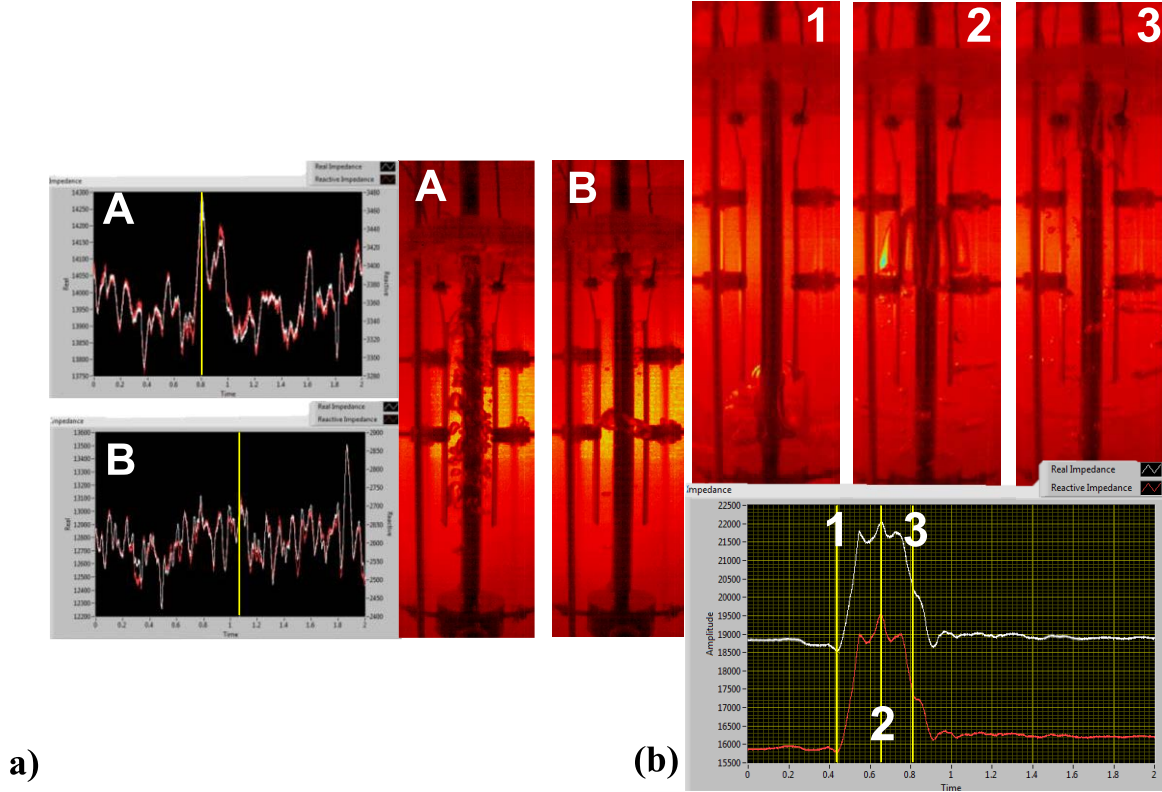 Real Impedance
Reactive Impedance
Impedance
A
14300
14250
14200
14150
14100
14050
14000
13950
13900
13850
13800
13750
Real
3480
3460
3440
3420
3400
3380
3360
3340
3320
3300
3280
Reactive
0 0.2 0.4 0.6 0.8 1.0 1.2 1.4 1.6 1.8 2
Time
Real Impedance
Reactive Impedance
Impedance
B
13600
13500
13400
13300
13200
13100
13000
12900
12800
12700
12600
12500
12400
12300
12200
Real
2900
2850
2800
2750
2700
2650
2600
2550
2500
2450
2400
Reactive
0 0.2 0.4 0.6 0.8 1 1.2 1.4 1.6 1.8 2
Time
A
B
a)
1
2
3
Real Impedance
Reactive Impedance
Impedance
22500
22000
21500
21000
20500
20000
19500
19000
18500
18000
17500
17000
16500
16000
15500
Amplitude
1
3
2
0 0.2 0.4 0.6 0.8 1 1.2 1.4 1.6 1.8 2
Time
(b)